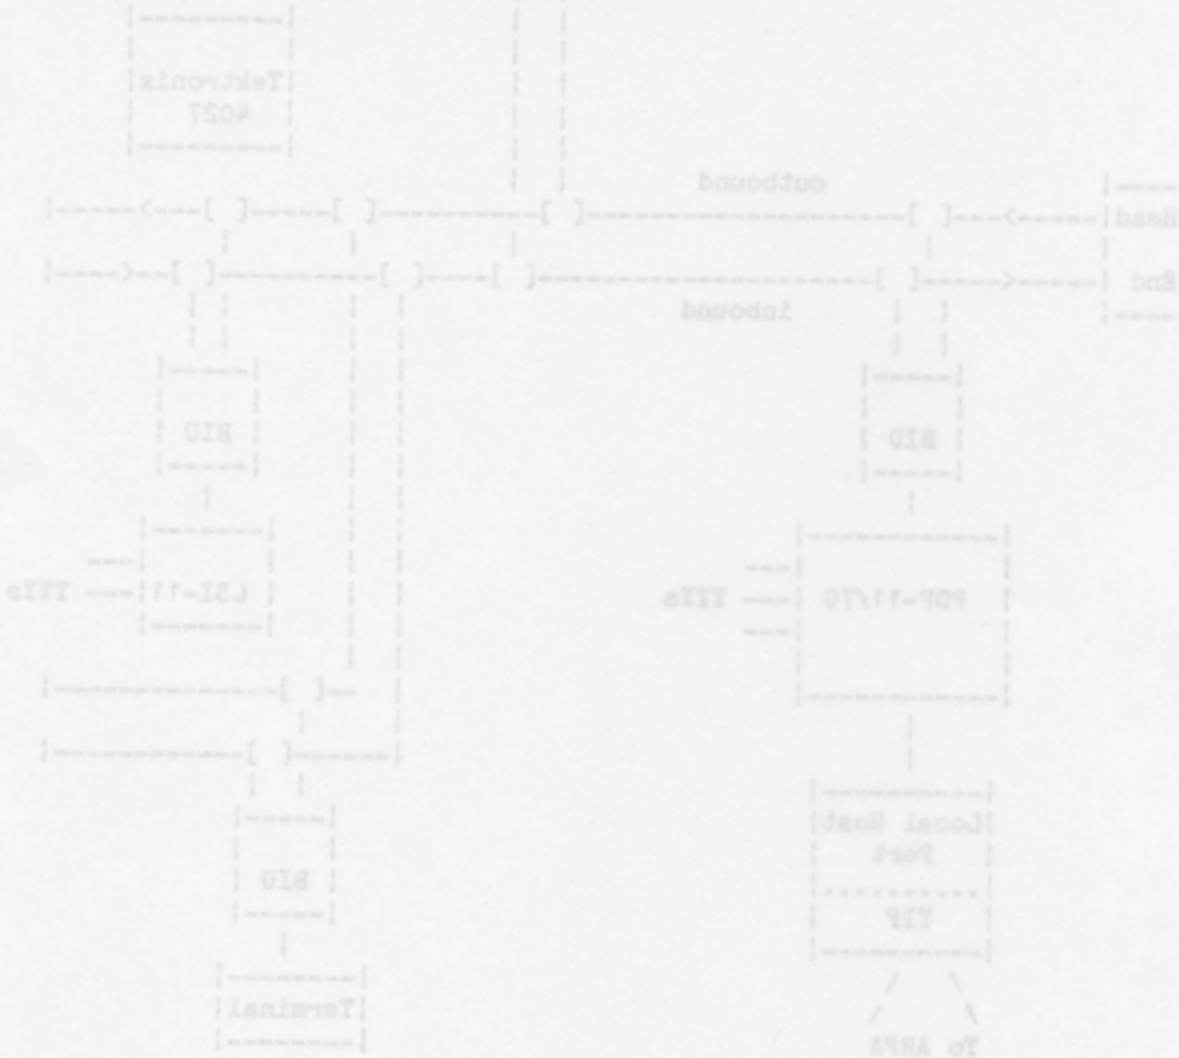 Tektronix
4027
outbound
Head
inbound
End
BIU
BIU
TTYs
LSI-11
TTYs
PDP-11/70
Local Host
Port
BIU
TIP
Terminal
To ARPA